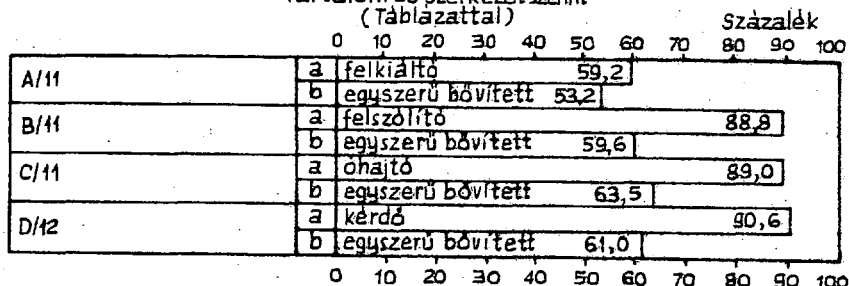 (Táblázattal)
Százalék
0 10 20 30 40 50 60 70 80 90 100
A/11 a felkiáltó 59,2
b egyszerű bővített 53,2
B/11 a felszólító 88,8
b egyszerű bővített 59,6
C/11 a óhajtó 89,0
b egyszerű bővített 63,5
D/12 a kérdő 90,6
b egyszerű bővített 61,0
0 10 20 30 40 50 60 70 80 90 100